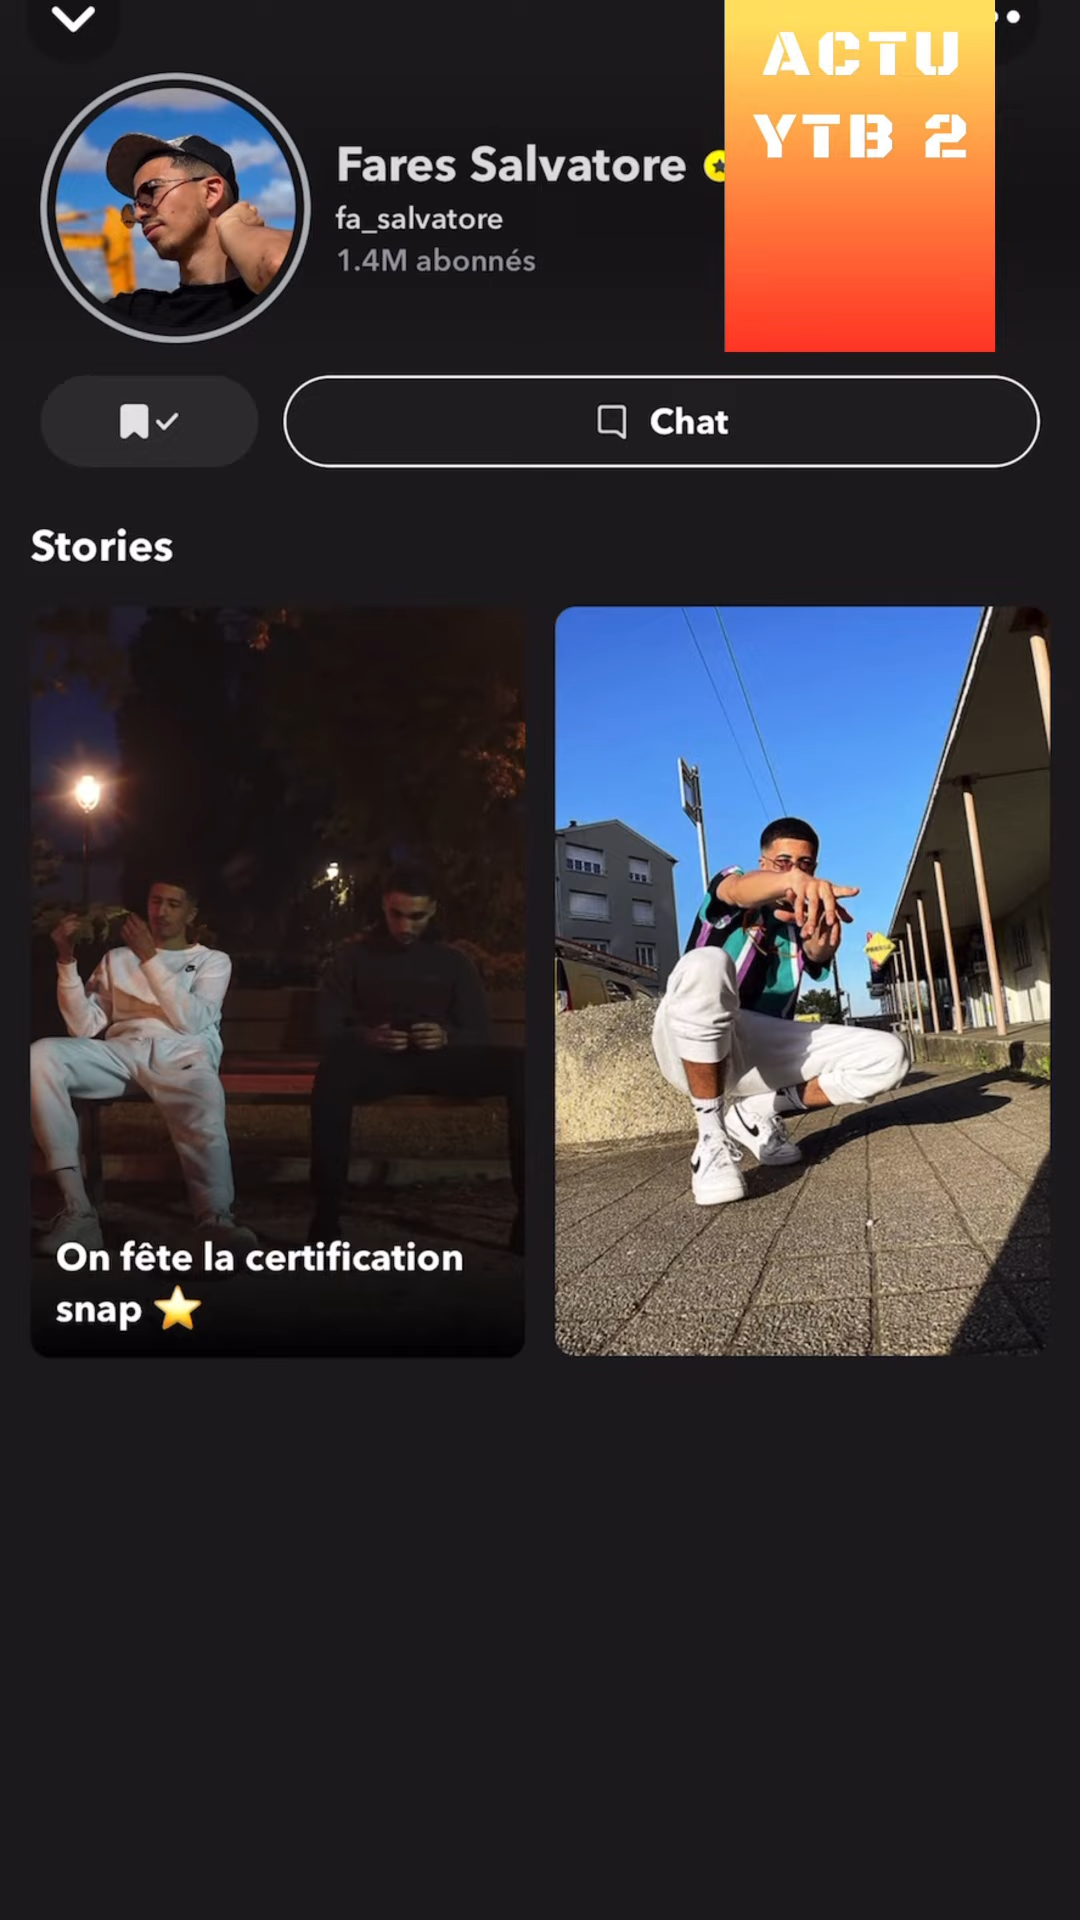 ACTU
YTB 2
Fares Salvatore
fa_salvatore
1.4M abonnés
Chat
Stories
On fête la certification
snap ⭐